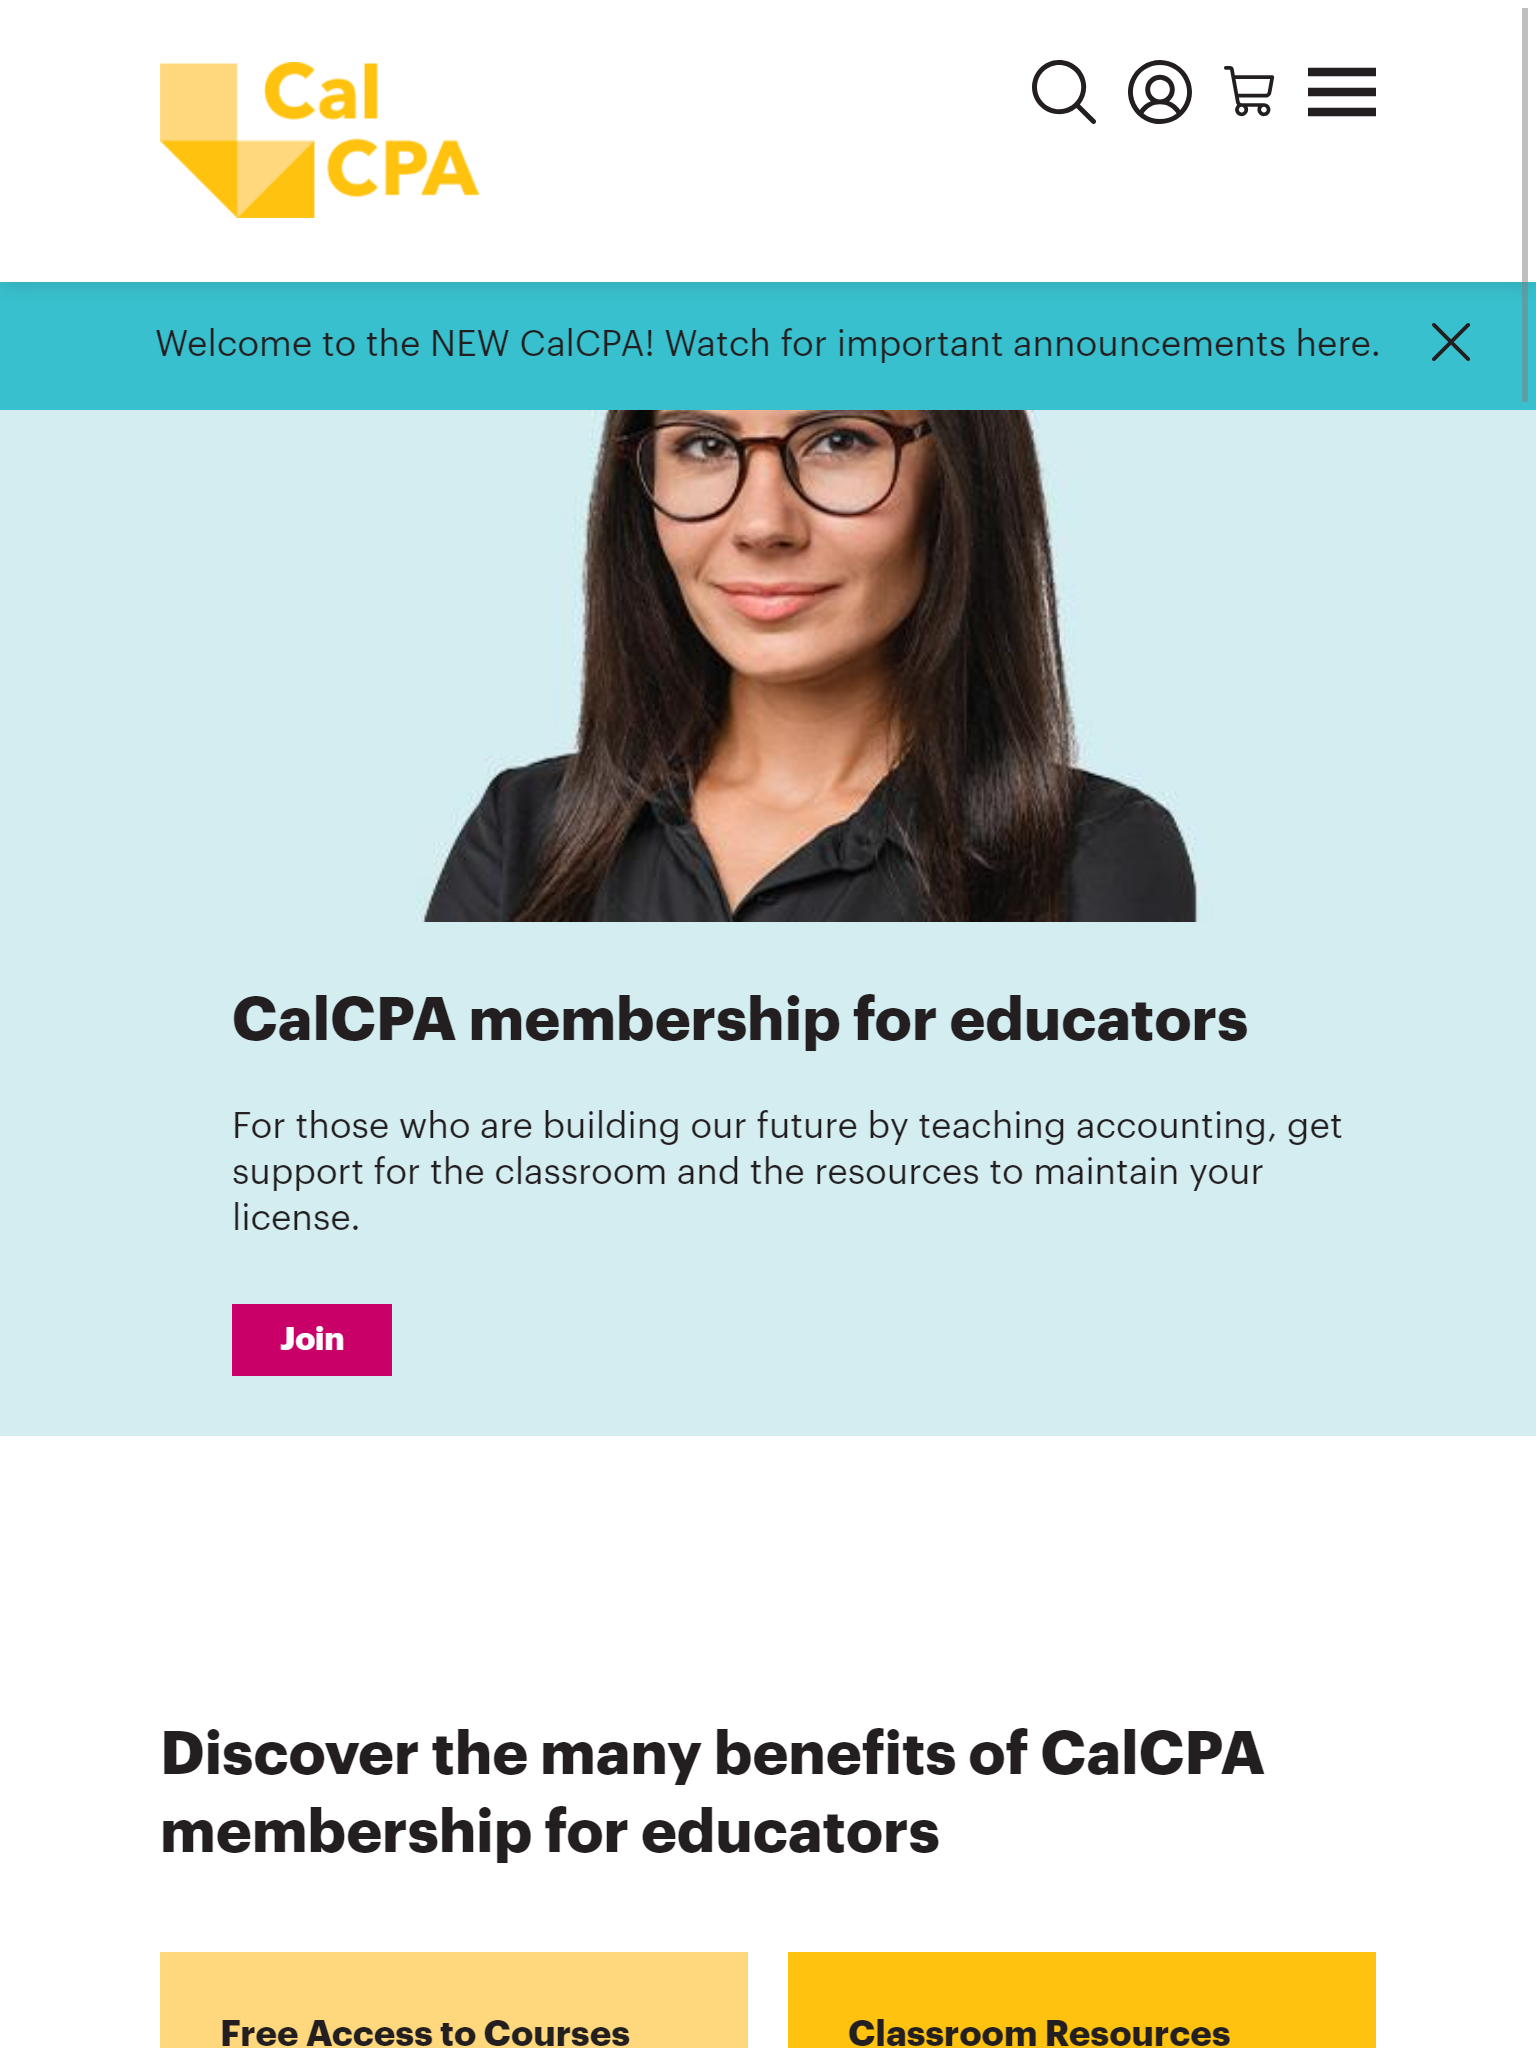 Cal
CPA
Welcome to the NEW CalCPA! Watch for important announcements here.
CalCPA membership for educators
For those who are building our future by teaching accounting, get
support for the classroom and the resources to maintain your
license.
Join
Discover the many benefits of CalCPA
membership for educators
Free Access to Courses
Classroom Resources